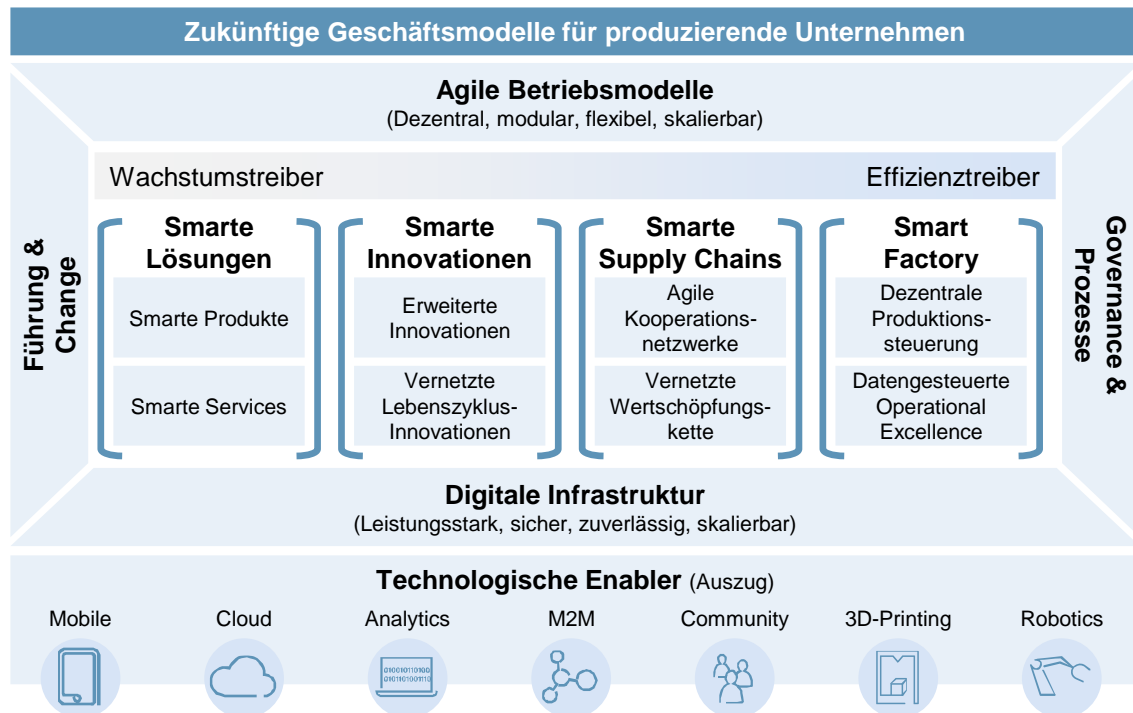 Zukünftige Geschäftsmodelle für produzierende Unternehmen
Agile Betriebsmodelle
(Dezentral, modular, flexibel, skalierbar)
Führung &
Change
Wachstumstreiber
Effizienztreiber
Smarte
Lösungen
Smarte Produkte
Smarte Services
Smarte
Innovationen
Erweiterte
Innovationen
Vernetzte
Lebenszyklus-
Innovationen
Smarte
Supply Chains
Agile
Kooperations-
netzwerke
Vernetzte
Wertschöpfungs-
kette
Smart
Factory
Dezentrale
Produktions-
steuerung
Datengesteuerte
Operational
Excellence
Governance &
Prozesse
Digitale Infrastruktur
(Leistungsstark, sicher, zuverlässig, skalierbar)
Technologische Enabler (Auszug)
Mobile
Cloud
Analytics
M2M
Community
3D-Printing
Robotics
010010110100
0101101001110